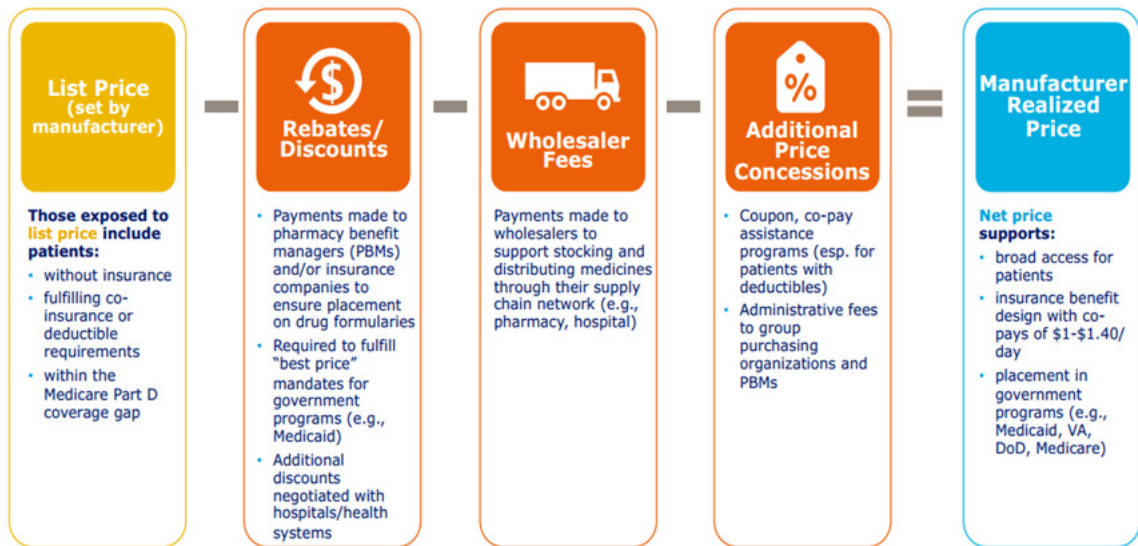 List Price
(set by
manufacturer)
Those exposed to
list price include
patients:
• without insurance
• fulfilling co-
insurance or
deductible
requirements
• within the
Medicare Part D
coverage gap
$
Rebates/
Discounts
• Payments made to
pharmacy benefit
managers (PBMs)
and/or insurance
companies to
ensure placement
on drug formularies
• Required to fulfill
“best price”
mandates for
government
programs (e.g.,
Medicaid)
• Additional
discounts
negotiated with
hospitals/health
systems
Wholesaler
Fees
Payments made to
wholesalers to
support stocking and
distributing medicines
through their supply
chain network (e.g.,
pharmacy, hospital)
%
Additional
Price
Concessions
• Coupon, co-pay
assistance
programs (esp. for
patients with
deductibles)
• Administrative fees
to group
purchasing
organizations and
PBMs
Manufacturer
Realized
Price
Net price
supports:
• broad access for
patients
• insurance benefit
design with co-
pays of $1-$1.40/
day
• placement in
government
programs (e.g.,
Medicaid, VA,
DoD, Medicare)